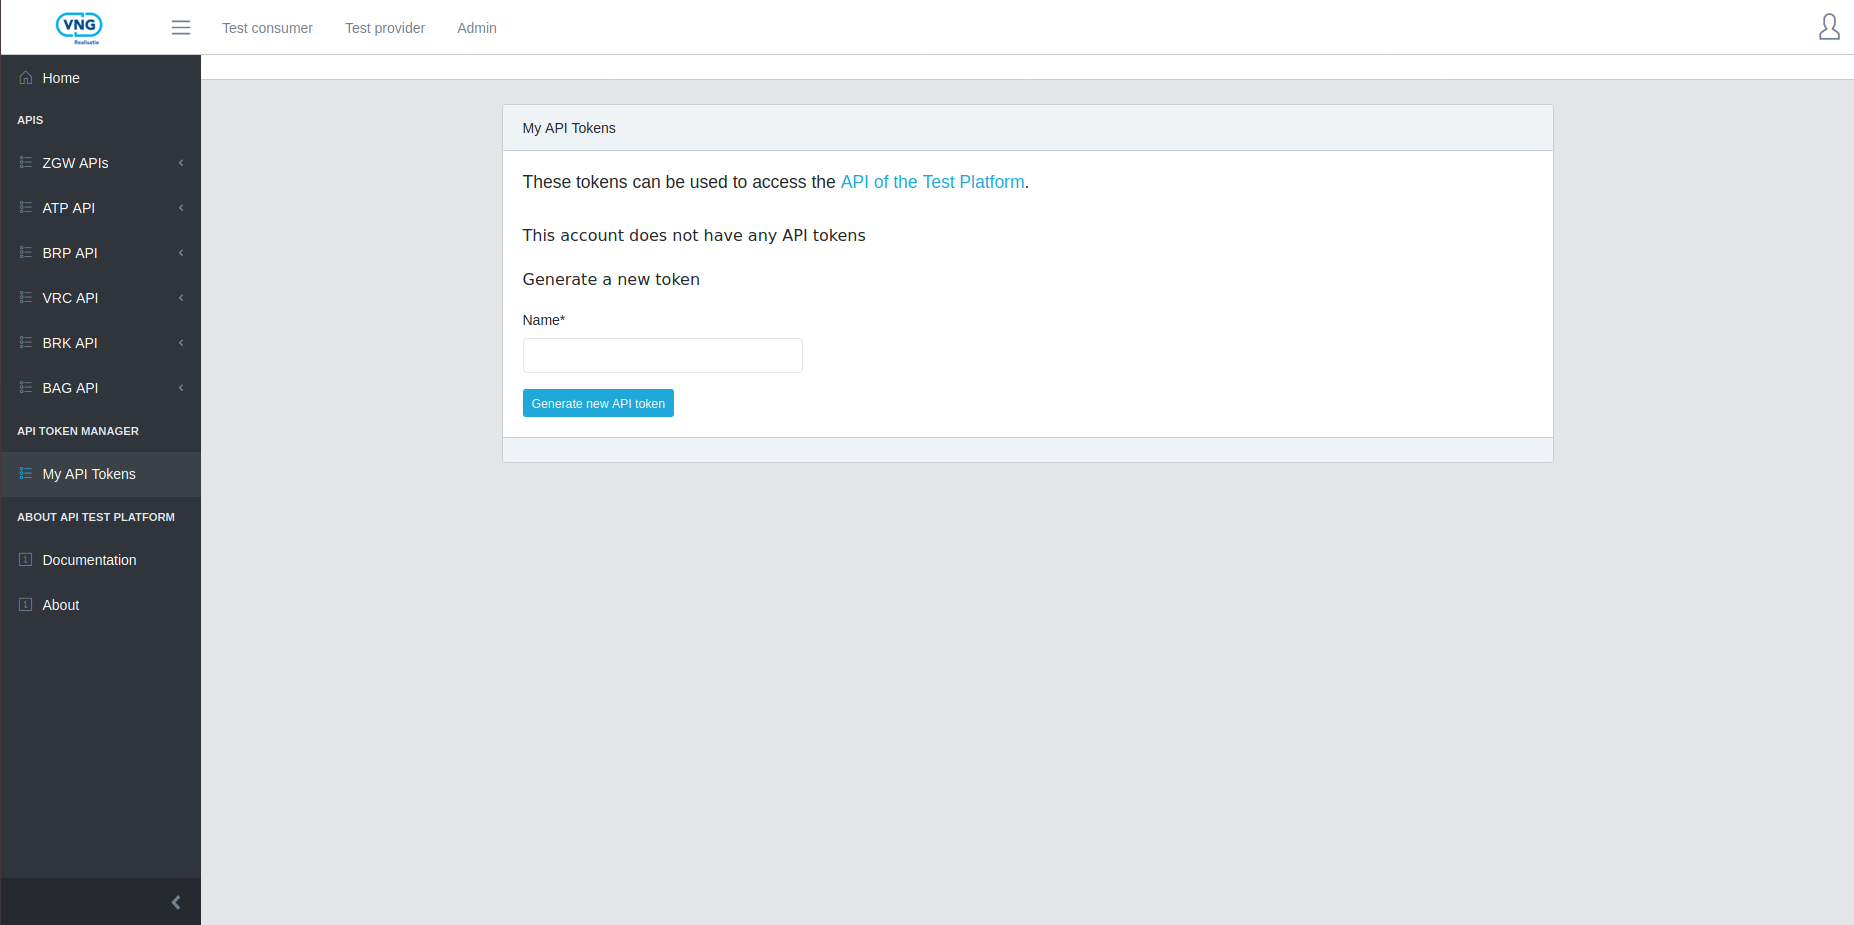 VNG
Realisatie
Test consumer
Test provider
Admin
Home
APIS
ZGW APIs
ATP API
BRP API
VRC API
BRK API
BAG API
API TOKEN MANAGER
My API Tokens
ABOUT API TEST PLATFORM
Documentation
About
My API Tokens
These tokens can be used to access the API of the Test Platform.
This account does not have any API tokens
Generate a new token
Name*
Generate new API token